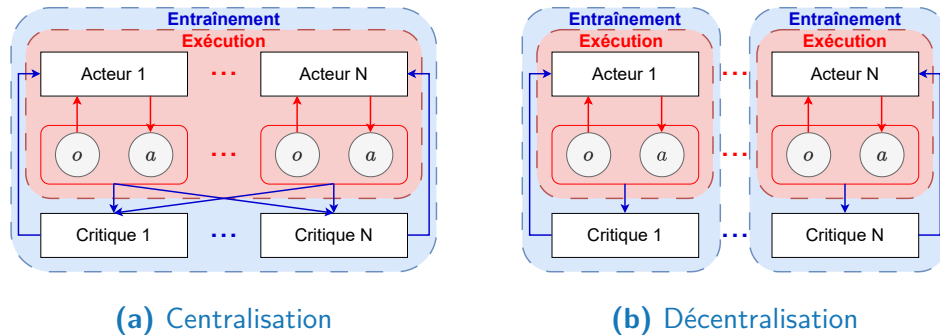 Entraînement
Exécution
Acteur 1
...
Acteur N
o
a
...
o
a
Critique 1
...
Critique N
(a) Centralisation
Entraînement
Exécution
Acteur 1
o
a
Critique 1
...
...
...
Entraînement
Exécution
Acteur N
o
a
Critique N
(b) Décentralisation